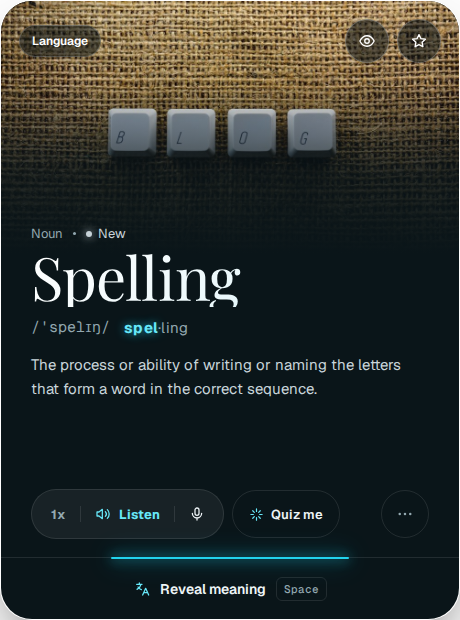 Language
B L O G
Noun • New
Spelling
/ˈspelɪŋ/ spel·ling
The process or ability of writing or naming the letters
that form a word in the correct sequence.
1x Listen Quiz me ...
Reveal meaning Space